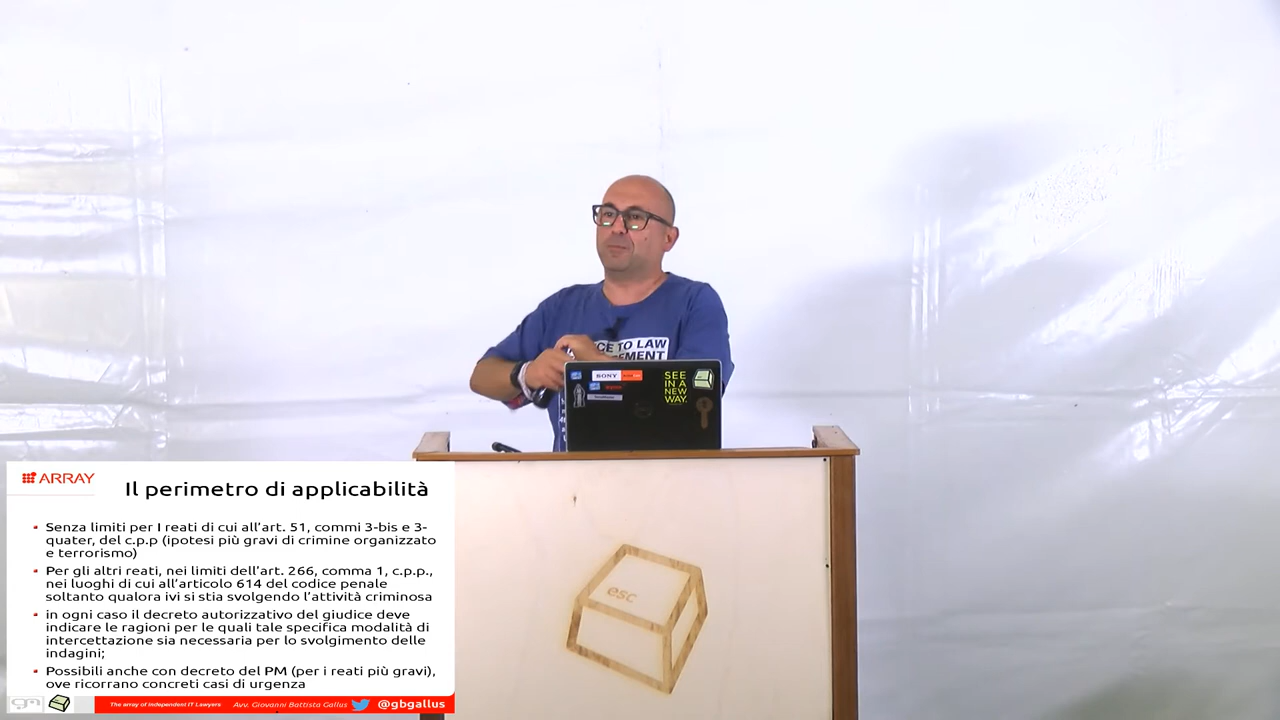 CE TO LAW
EMENT
SONY
SEE
IN A
NEW
WAY.
esc
ARRAY
Il perimetro di applicabilità
Senza limiti per I reati di cui all'art. 51, commi 3-bis e 3-
quater, del c.p.p (ipotesi più gravi di crimine organizzato
e terrorismo)
Per gli altri reati, nei limiti dell'art. 266, comma 1, c.p.p.,
nei luoghi di cui all'articolo 614 del codice penale
soltanto qualora ivi si stia svolgendo l'attività criminosa
in ogni caso il decreto autorizzativo del giudice deve
indicare le ragioni per le quali tale specifica modalità di
intercettazione sia necessaria per lo svolgimento delle
indagini;
Possibili anche con decreto del PM (per i reati più gravi),
ove ricorrano concreti casi di urgenza
The array of Independent IT Lawyers Avv. Giovanni Battista Gallus @gbgallus